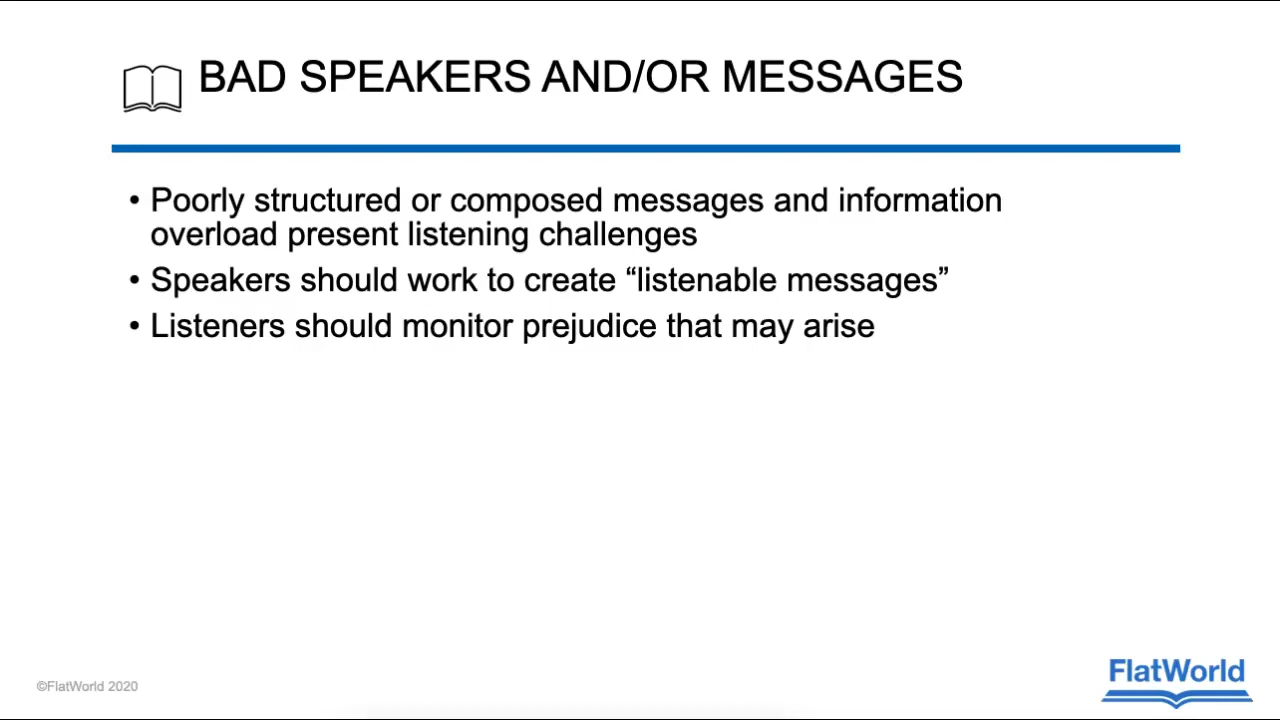 BAD SPEAKERS AND/OR MESSAGES
• Poorly structured or composed messages and information
overload present listening challenges
• Speakers should work to create “listenable messages”
• Listeners should monitor prejudice that may arise
©FlatWorld 2020
FlatWorld